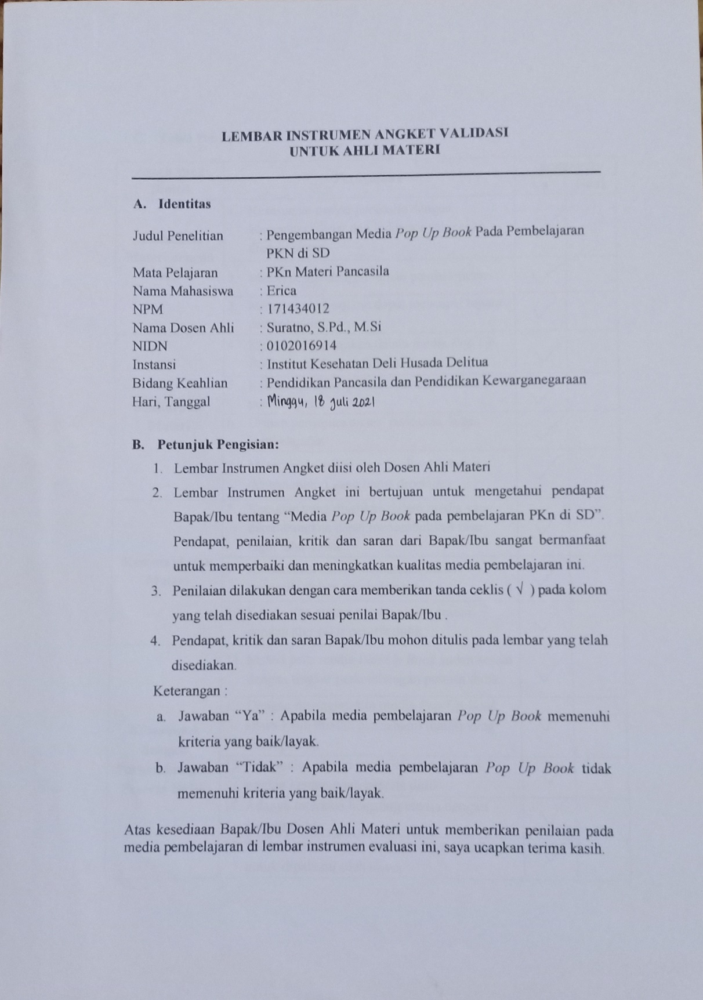 LEMBAR INSTRUMEN ANGKET VALIDASI
UNTUK AHLI MATERI
A. Identitas
Judul Penelitian : Pengembangan Media Pop Up Book Pada Pembelajaran
PKN di SD
Mata Pelajaran : PKn Materi Pancasila
Nama Mahasiswa : Erica
NPM : 171434012
Nama Dosen Ahli : Suratno, S.Pd., M.Si
NIDN : 0102016914
Instansi : Institut Kesehatan Deli Husada Delitua
Bidang Keahlian : Pendidikan Pancasila dan Pendidikan Kewarganegaraan
Hari, Tanggal : Minggu, 18 Juli 2021
B. Petunjuk Pengisian:
1. Lembar Instrumen Angket diisi oleh Dosen Ahli Materi
2. Lembar Instrumen Angket ini bertujuan untuk mengetahui pendapat
Bapak/Ibu tentang “Media Pop Up Book pada pembelajaran PKn di SD”.
Pendapat, penilaian, kritik dan saran dari Bapak/Ibu sangat bermanfaat
untuk memperbaiki dan meningkatkan kualitas media pembelajaran ini.
3. Penilaian dilakukan dengan cara memberikan tanda ceklis ( √ ) pada kolom
yang telah disediakan sesuai penilai Bapak/Ibu .
4. Pendapat, kritik dan saran Bapak/Ibu mohon ditulis pada lembar yang telah
disediakan.
Keterangan :
a. Jawaban “Ya” : Apabila media pembelajaran Pop Up Book memenuhi
kriteria yang baik/layak.
b. Jawaban “Tidak” : Apabila media pembelajaran Pop Up Book tidak
memenuhi kriteria yang baik/layak.
Atas kesediaan Bapak/Ibu Dosen Ahli Materi untuk memberikan penilaian pada
media pembelajaran di lembar instrumen evaluasi ini, saya ucapkan terima kasih.